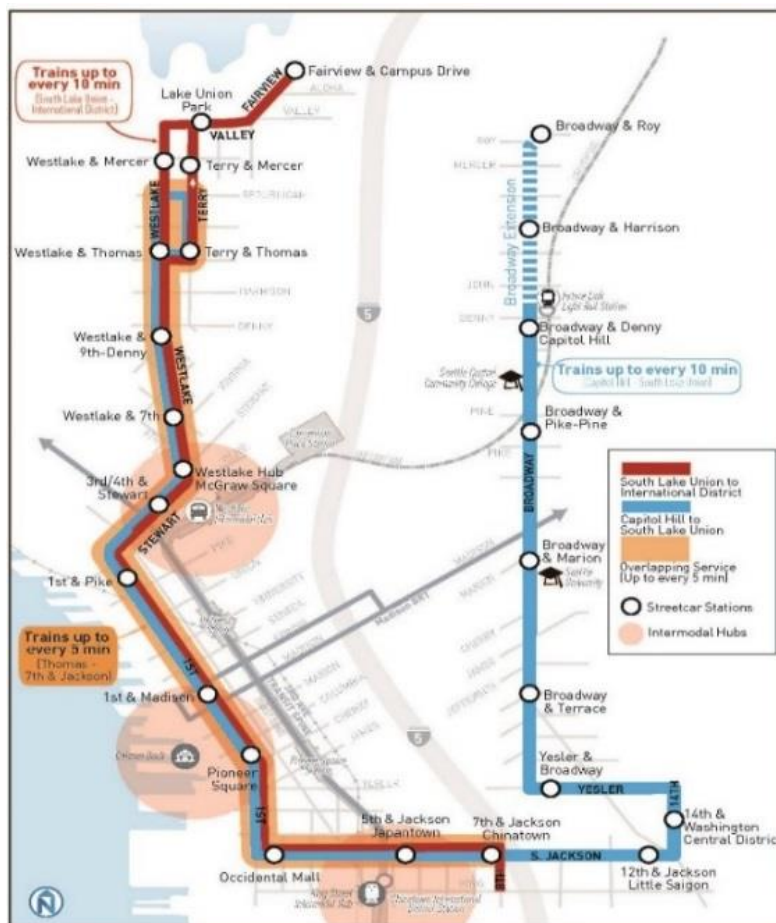 Trains up to
every 10 min
(South Lake Union -
International District)
Lake Union
Park
Fairview & Campus Drive
FAIRVIEW
ALOHA
VALLEY
VALLEY
Westlake & Mercer
Terry & Mercer
WESTLAKE
TERRY
REPUBLICAN
Westlake & Thomas
Terry & Thomas
HARRISON
DENNY
Westlake &
9th-Denny
WESTLAKE
Westlake & 7th
Westlake Hub
McGraw Square
3rd/4th &
Stewart
STEWART
1st & Pike
PIKE
Trains up to
every 5 min
(Thomas -
7th & Jackson)
1ST
1st & Madison
Pioneer
Square
1ST
Occidental Mall
5th & Jackson
Japantown
7th & Jackson
Chinatown
8TH
S. JACKSON
12th & Jackson
Little Saigon
14th &
Washington
Central District
14TH
YESLER
Yesler &
Broadway
Broadway
& Terrace
Broadway
& Marion
BROADWAY
Broadway &
Pike-Pine
Broadway & Denny
Capitol Hill
Broadway & Harrison
Broadway & Roy
Broadway Extension
ROY
MERCER
JOHN
DENNY
PIKE
PINE
MADISON
MARION
CHERRY
JAMES
JEFFERSON
Seattle Central
Community College
Trains up to every 10 min
(Capitol Hill - South Lake Union)
Madison BRT
5
5
SENECA
MADISON
MARION
COLUMBIA
CHERRY
JAMES
YESLER
South Lake Union to
International District
Capitol Hill to
South Lake Union
Overlapping Service
(Up to every 5 min)
Streetcar Stations
Intermodal Hubs
N